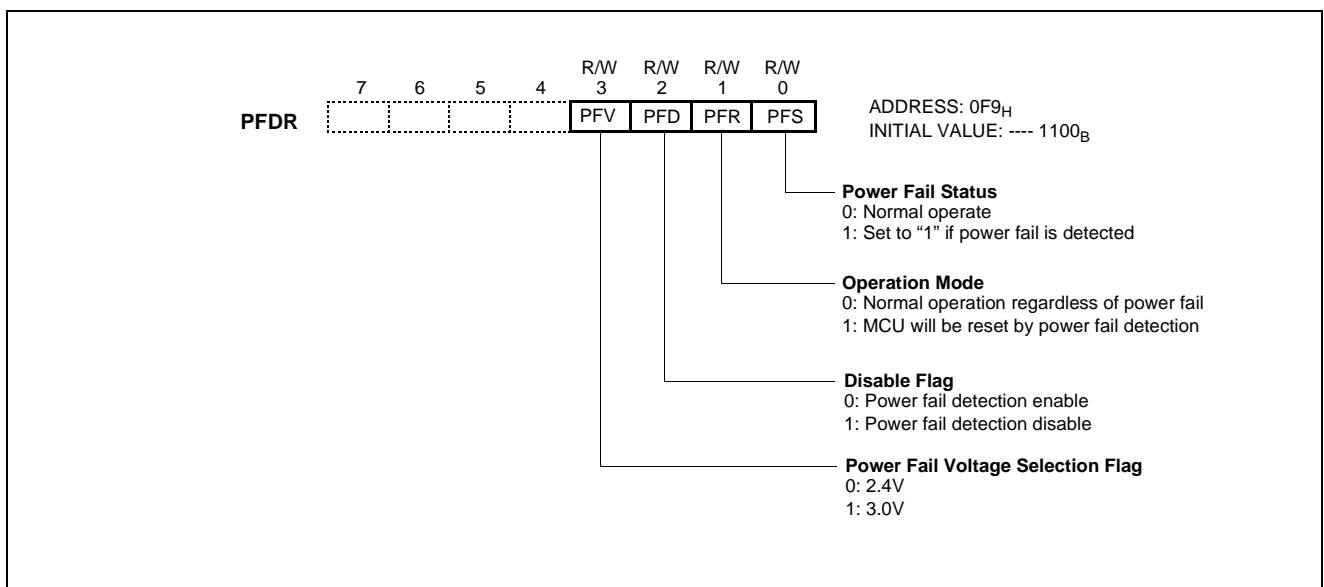 R/W R/W R/W R/W
7 6 5 4 3 2 1 0
PFDR PFV PFD PFR PFS
ADDRESS: 0F9H
INITIAL VALUE: ---- 1100B
Power Fail Status
0: Normal operate
1: Set to “1” if power fail is detected
Operation Mode
0: Normal operation regardless of power fail
1: MCU will be reset by power fail detection
Disable Flag
0: Power fail detection enable
1: Power fail detection disable
Power Fail Voltage Selection Flag
0: 2.4V
1: 3.0V